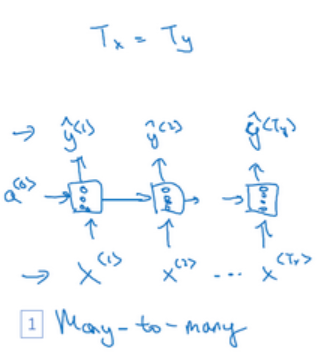 Tx = Ty
→ ŷ<1> ŷ<2> ŷ<Ty>
a<0>
→ x<1> x<2> ... x<Tx>
1 Many-to-many